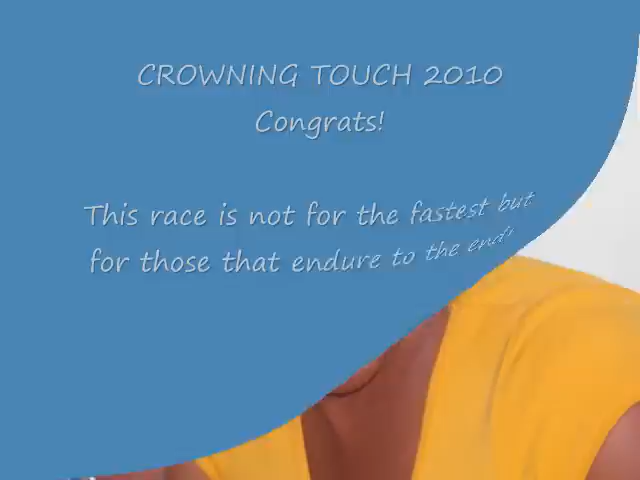 CROWNING TOUCH 2010
Congrats!
This race is not for the fastest but
for those that endure to the end!